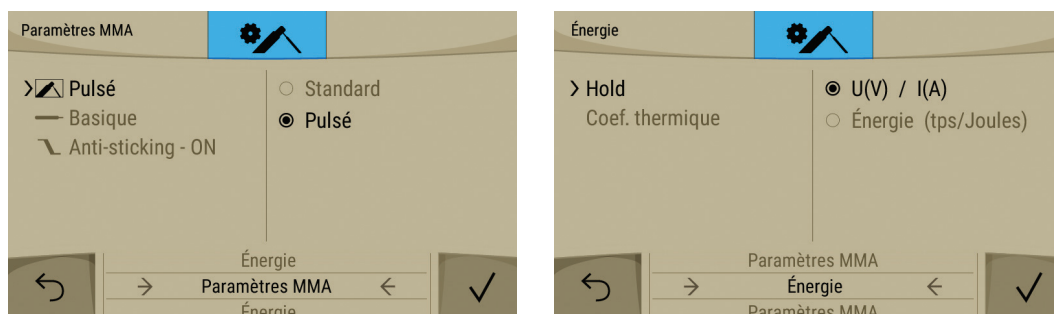 Paramètres MMA
Pulsé
Basique
Anti-sticking - ON
Standard
Pulsé
Énergie
Paramètres MMA
Énergie
Énergie
Hold
Coef. thermique
U(V) / I(A)
Énergie (tps/Joules)
Paramètres MMA
Énergie
Paramètres MMA